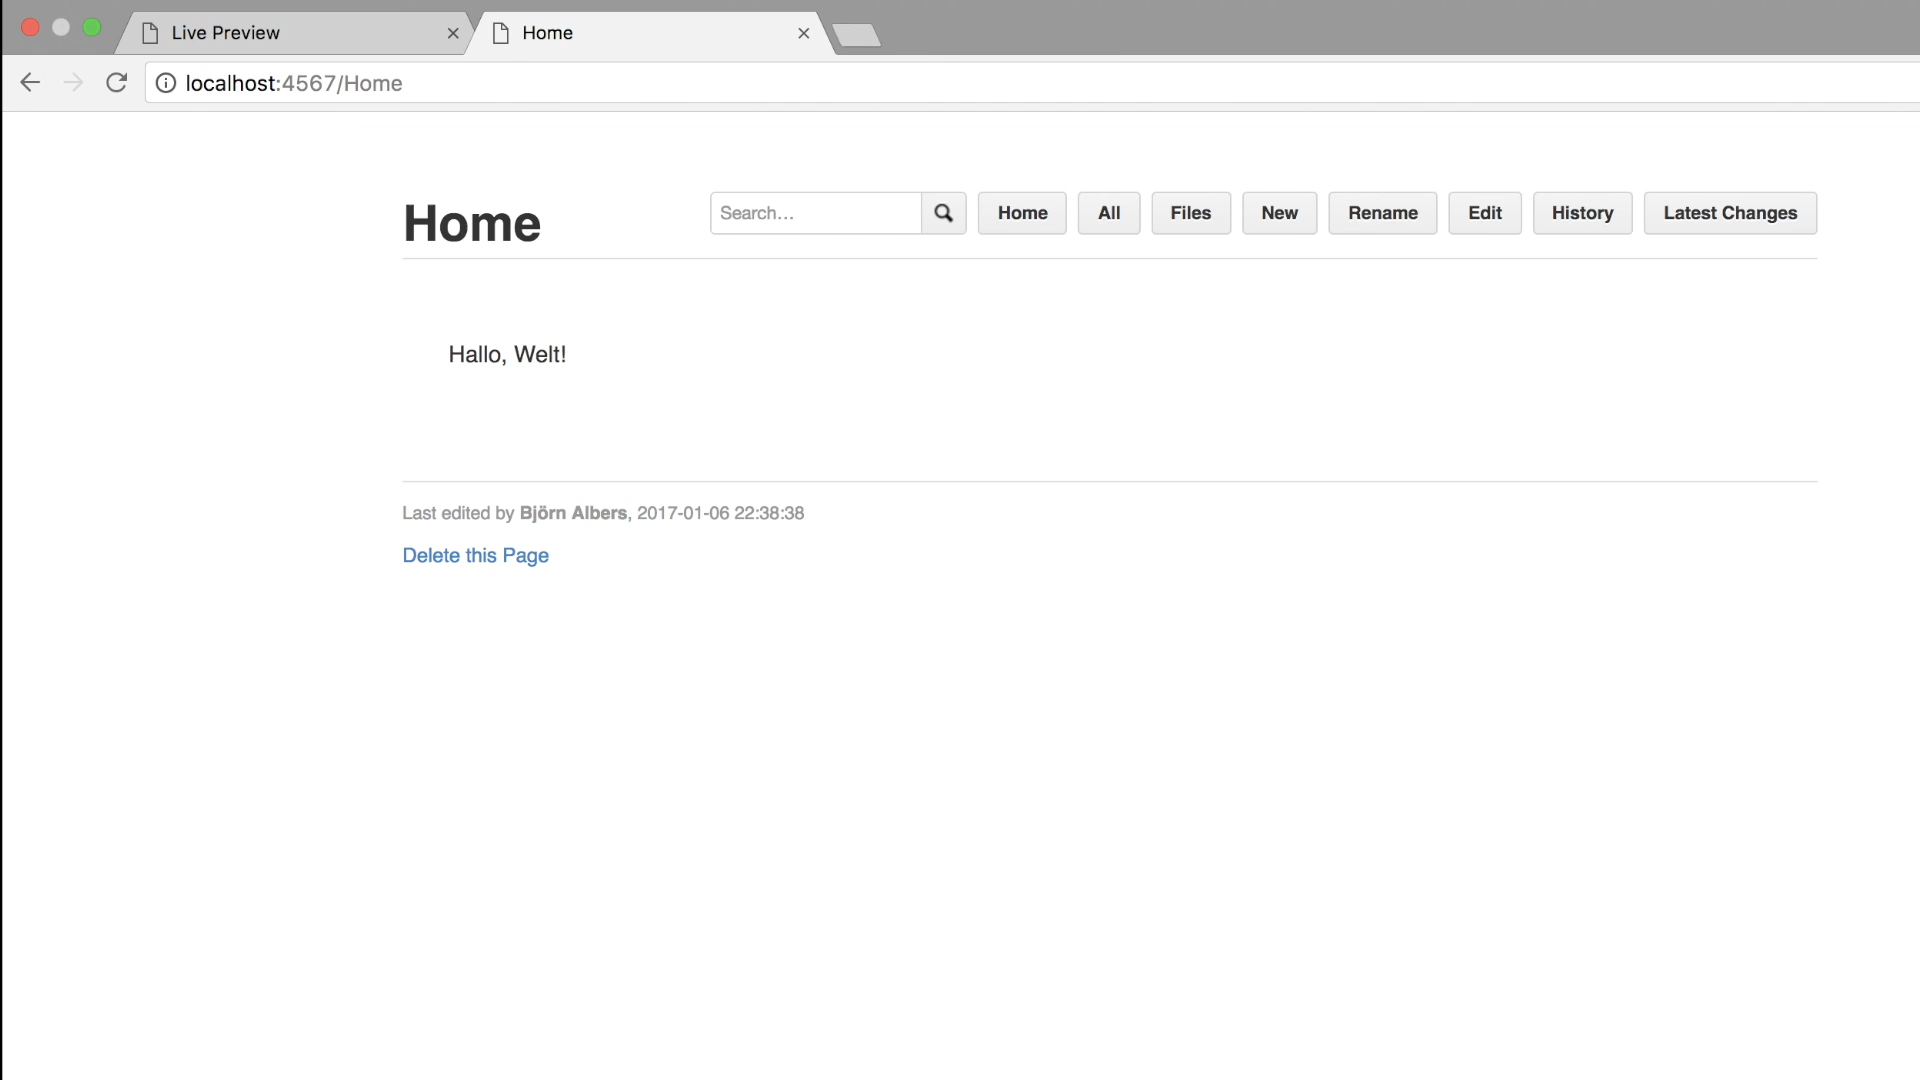 Live Preview
Home
localhost:4567/Home
Home
Search...
Home
All
Files
New
Rename
Edit
History
Latest Changes
Hallo, Welt!
Last edited by Björn Albers, 2017-01-06 22:38:38
Delete this Page